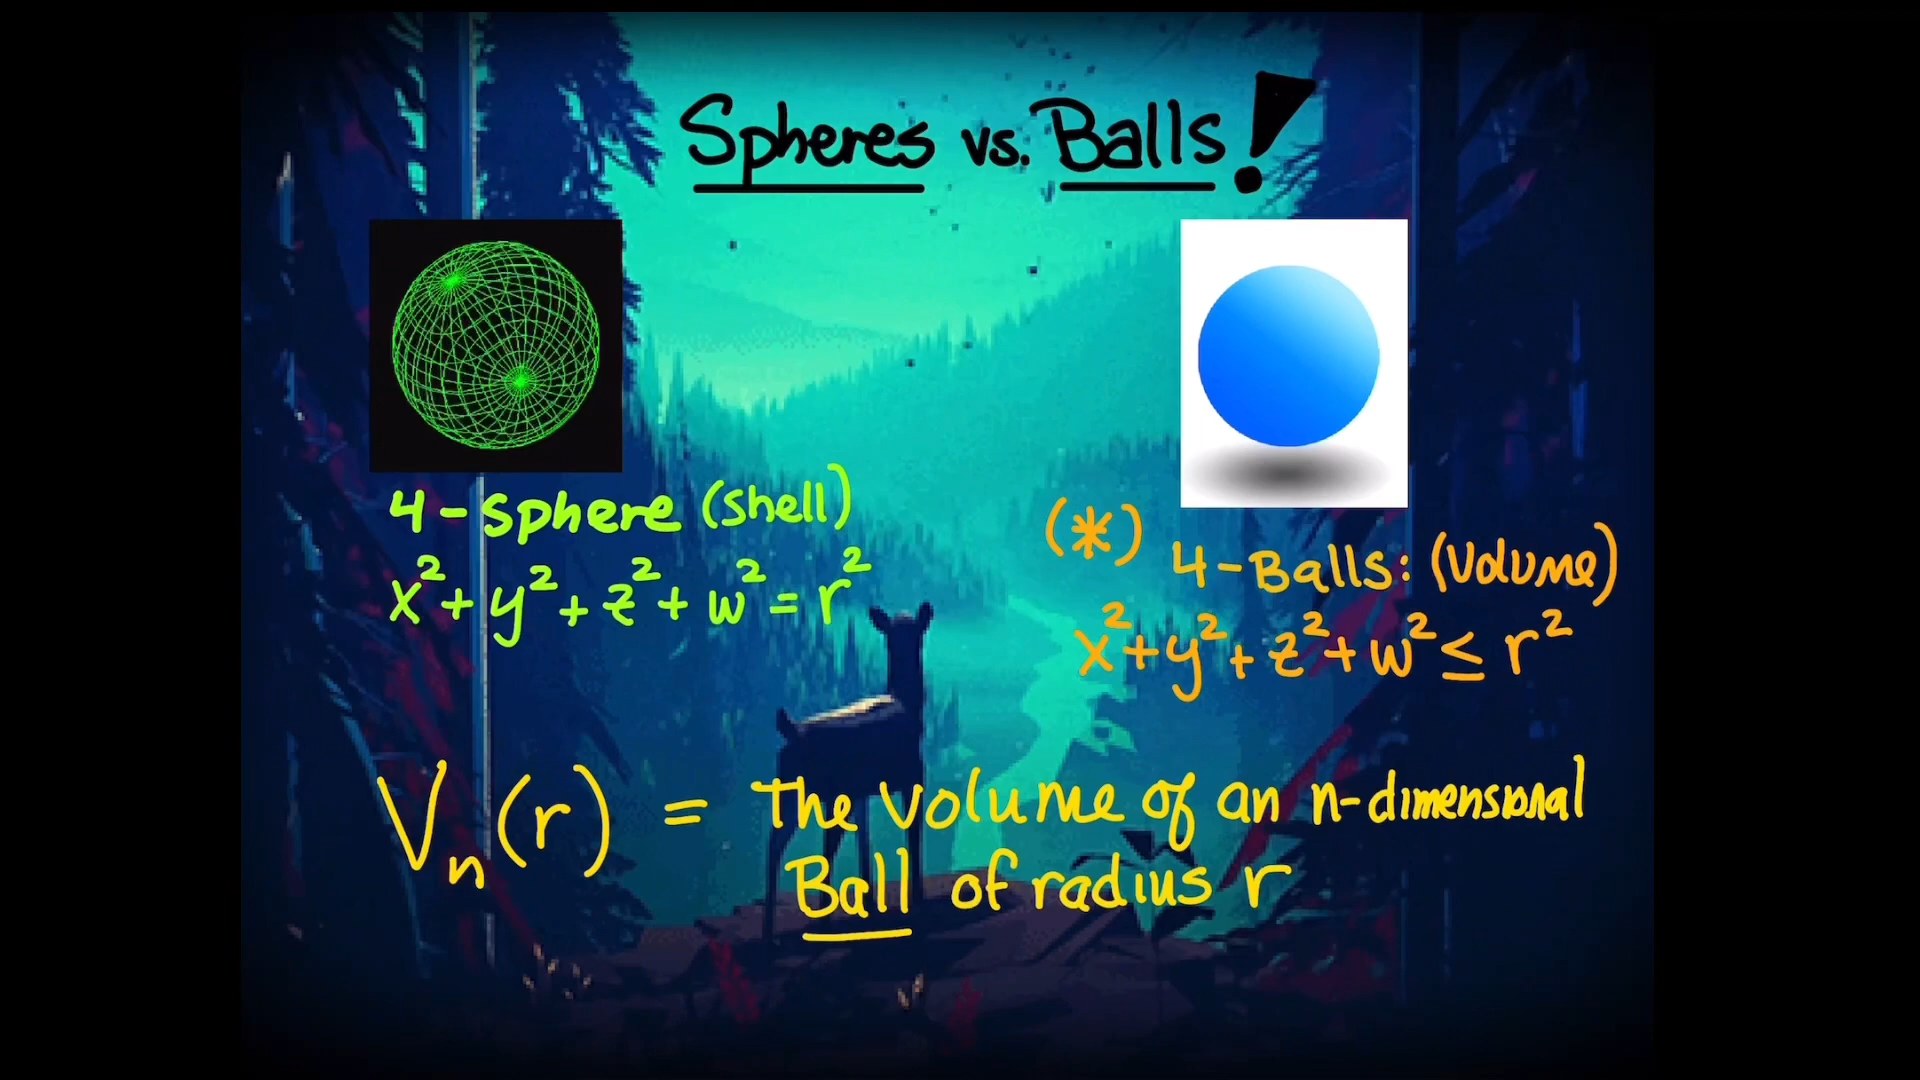 Spheres vs. Balls!
4-sphere (shell)
x²+y²+z²+w²=r²
(*) 4-Balls: (Volume)
x²+y²+z²+w²≤r²
Vₙ(r) = The Volume of an n-dimensional
Ball of radius r